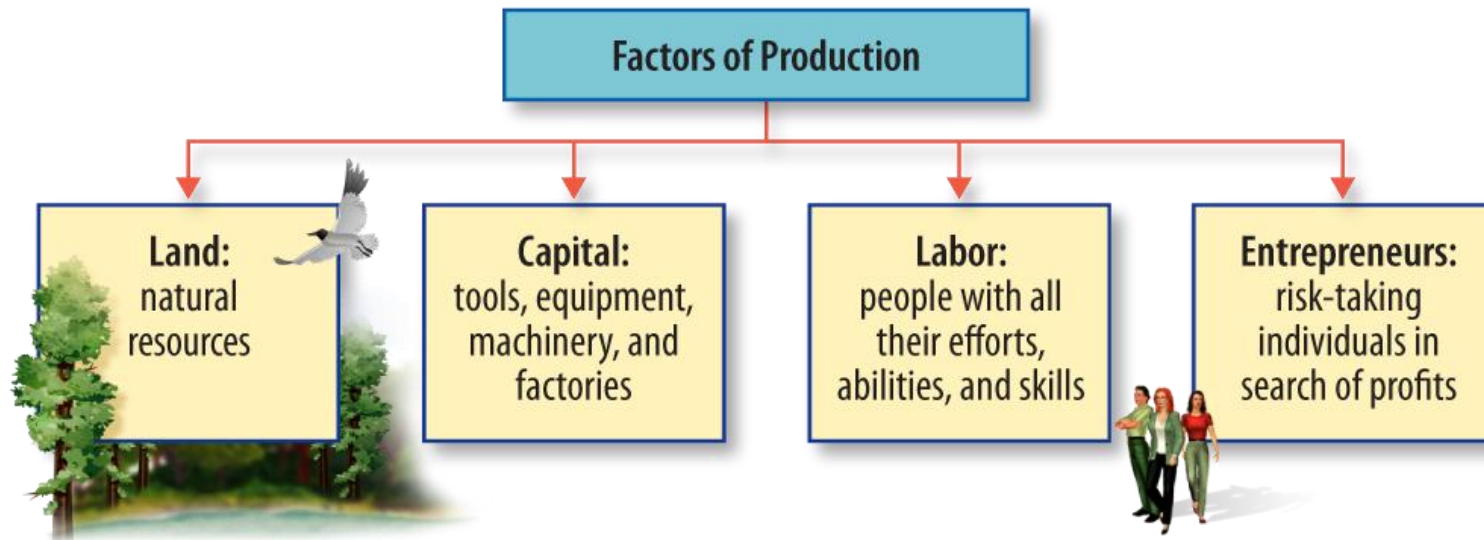 Factors of Production
Land:
natural
resources
Capital:
tools, equipment,
machinery, and
factories
Labor:
people with all
their efforts,
abilities, and skills
Entrepreneurs:
risk-taking
individuals in
search of profits